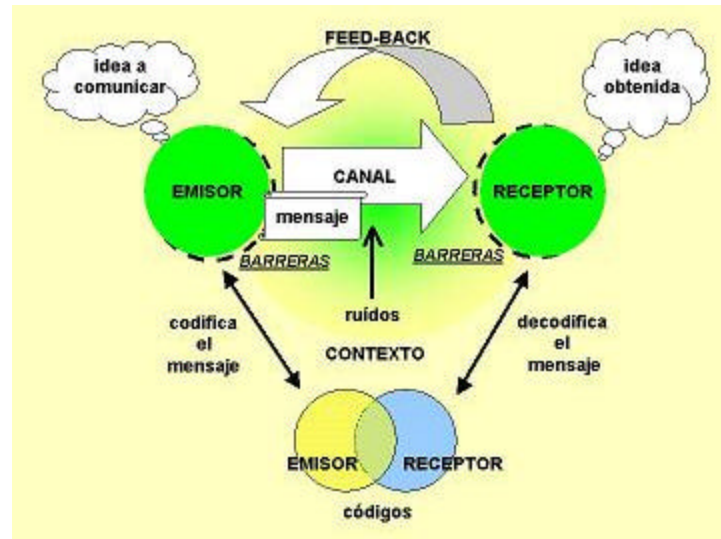 FEED-BACK
idea a
comunicar
idea
obtenida
EMISOR
CANAL
RECEPTOR
mensaje
BARRERAS
BARRERAS
codifica
el
mensaje
ruídos
decodifica
el
mensaje
CONTEXTO
EMISOR
RECEPTOR
códigos